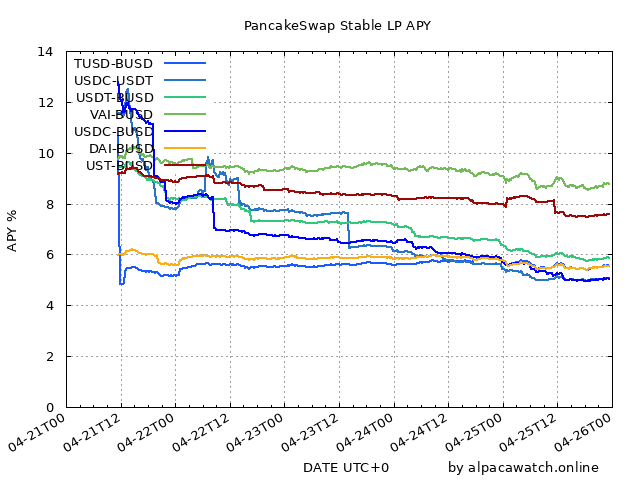 PancakeSwap Stable LP APY
14
12
10
8
6
4
2
0
APY %
TUSD-BUSD
USDC-USDT
USDT-BUSD
VAI-BUSD
USDC-BUSD
DAI-BUSD
UST-BUSD
04-21T00
04-21T12
04-22T00
04-22T12
04-23T00
04-23T12
04-24T00
04-24T12
04-25T00
04-25T12
04-26T00
DATE UTC+0
by alpacawatch.online